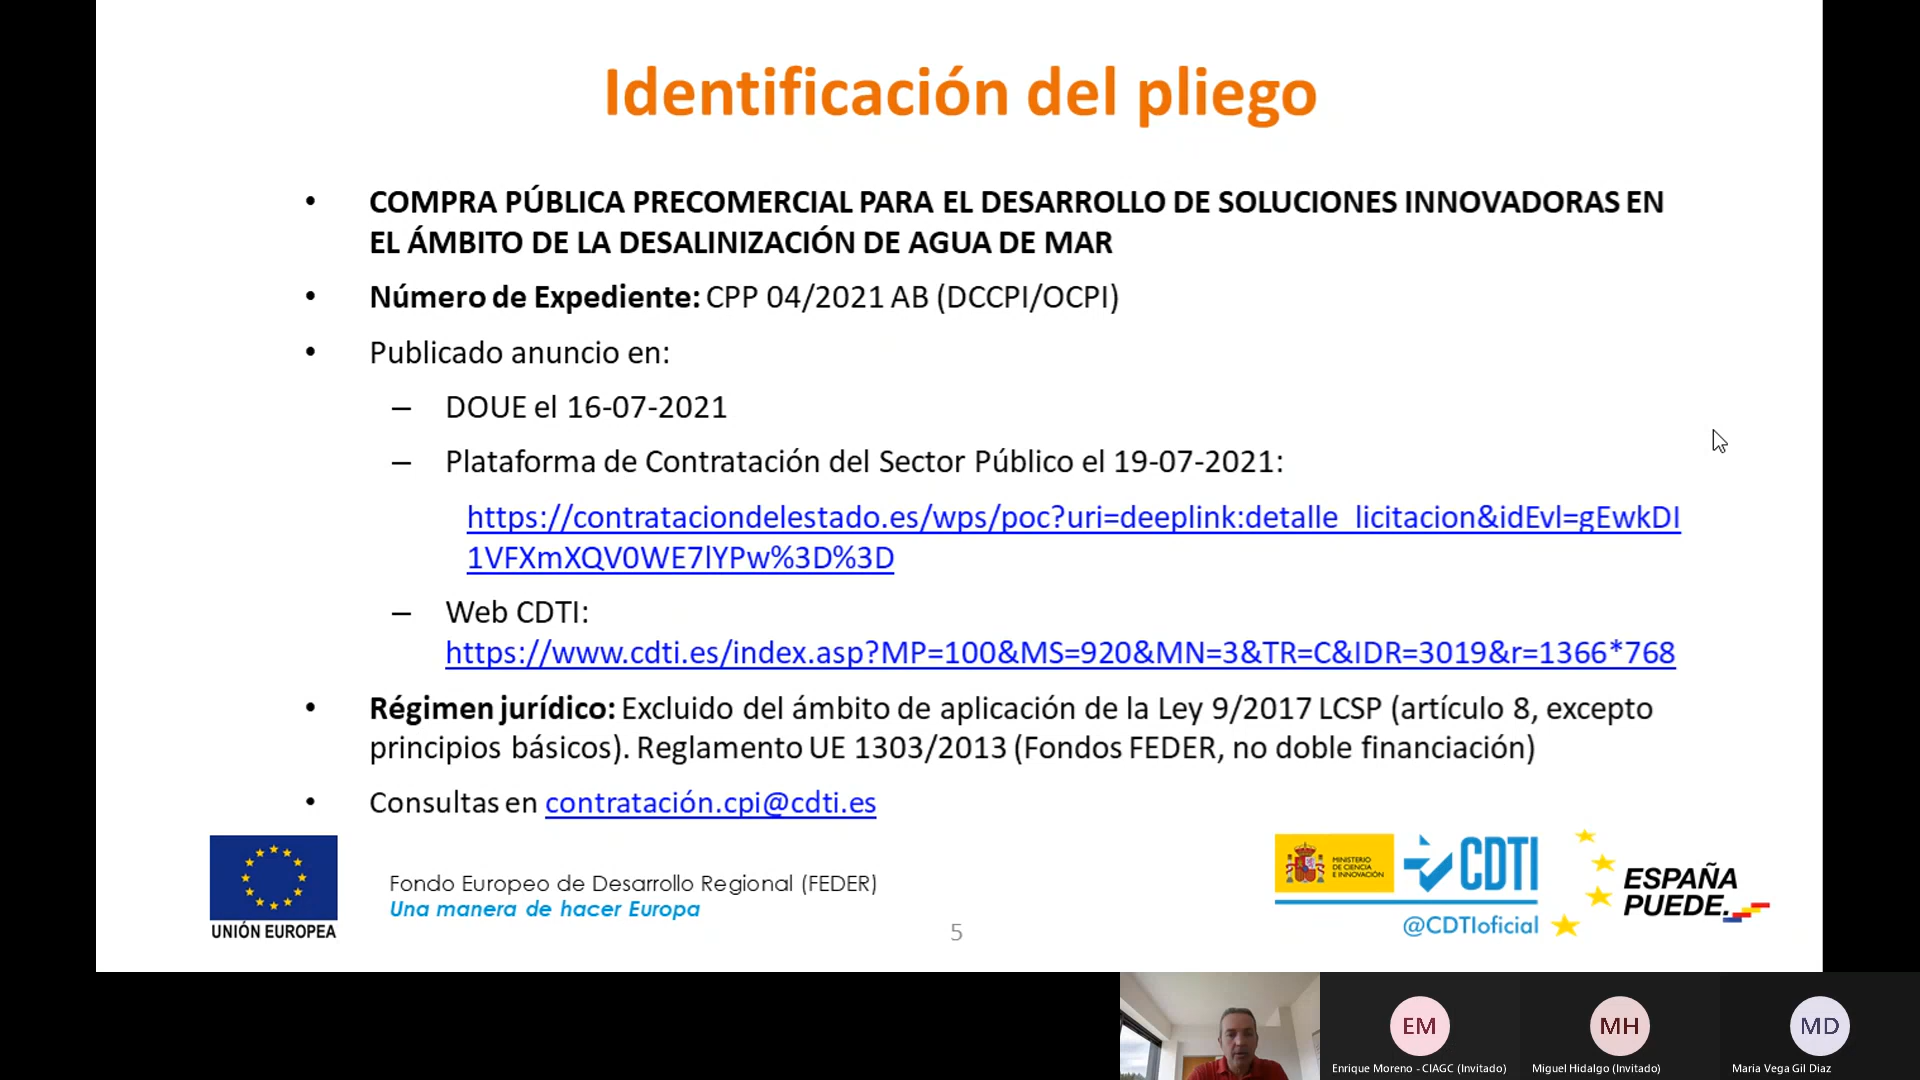 Identificación del pliego
• COMPRA PÚBLICA PRECOMERCIAL PARA EL DESARROLLO DE SOLUCIONES INNOVADORAS EN
EL ÁMBITO DE LA DESALINIZACIÓN DE AGUA DE MAR
• Número de Expediente: CPP 04/2021 AB (DCCPI/OCPI)
• Publicado anuncio en:
– DOUE el 16-07-2021
– Plataforma de Contratación del Sector Público el 19-07-2021:
https://contrataciondelestado.es/wps/poc?uri=deeplink:detalle_licitacion&idEvl=gEwkDI
1VFXmXQV0WE7lYPw%3D%3D
– Web CDTI:
https://www.cdti.es/index.asp?MP=100&MS=920&MN=3&TR=C&IDR=3019&r=1366*768
• Régimen jurídico: Excluido del ámbito de aplicación de la Ley 9/2017 LCSP (artículo 8, excepto
principios básicos). Reglamento UE 1303/2013 (Fondos FEDER, no doble financiación)
• Consultas en contratación.cpi@cdti.es
UNIÓN EUROPEA
Fondo Europeo de Desarrollo Regional (FEDER)
Una manera de hacer Europa
5
MINISTERIO
DE CIENCIA
E INNOVACIÓN
CDTI
@CDTIoficial
ESPAÑA
PUEDE.
EM
MH
MD
Enrique Moreno - CIAGC (Invitado)
Miguel Hidalgo (Invitado)
Maria Vega Gil Diaz